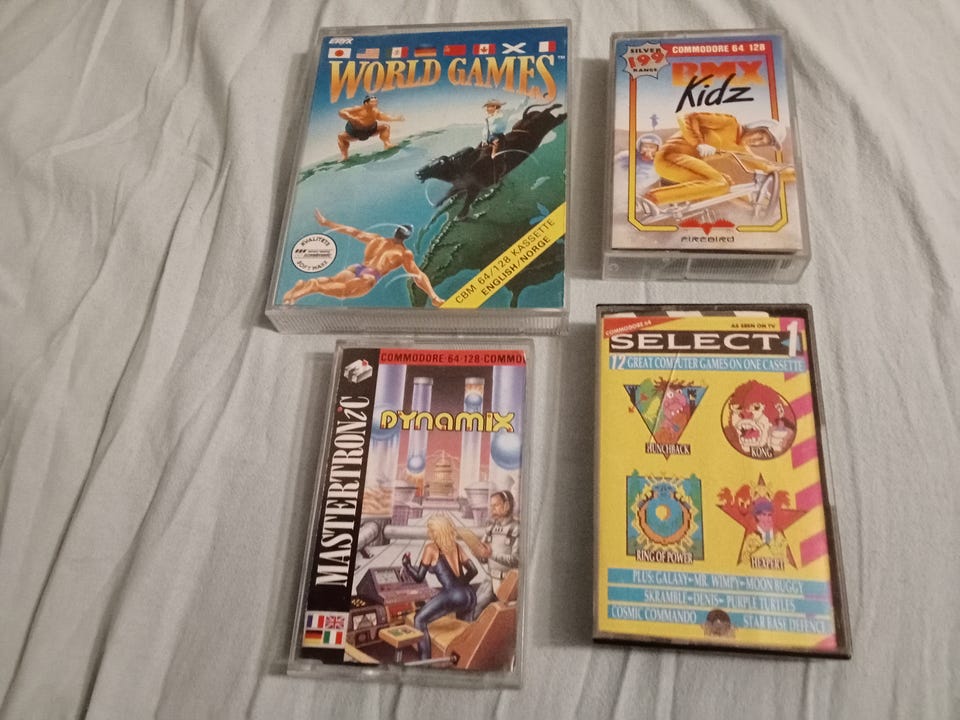 EPYX
WORLD GAMES™
KVALITETS
SOFTWARE
CBM 64/128 KASSETTE
ENGLISH/NORGE
SILVER
199
RANGE
COMMODORE 64 128
BMX
Kidz
FIREBIRD
COMMODORE 64·128·COMMO
MASTERTRONiC
DYnamiX
COMMODORE 64
AS SEEN ON TV
SELECT 1
12 GREAT COMPUTER GAMES ON ONE CASSETTE
HUNCHBACK
KONG
RING OF POWER
HEXPERT
PLUS: GALAXY–MR. WIMPY–MOON BUGGY
SKRAMBLE–DENIS–PURPLE TURTLES
COSMIC COMMANDO
STAR BASE DEFENCE